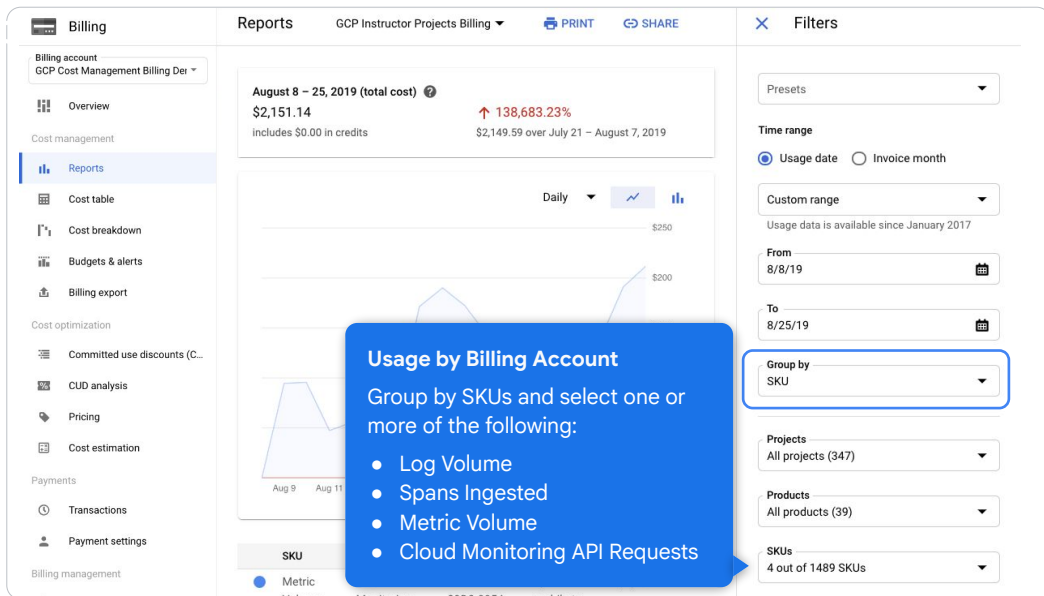 Billing
Billing account
GCP Cost Management Billing Der
Overview
Cost management
Reports
Cost table
Cost breakdown
Budgets & alerts
Billing export
Cost optimization
Committed use discounts (C...
CUD analysis
Pricing
Cost estimation
Payments
Transactions
Payment settings
Billing management
Reports
GCP Instructor Projects Billing
PRINT
SHARE
August 8 – 25, 2019 (total cost)
$2,151.14
includes $0.00 in credits
138,683.23%
$2,149.59 over July 21 – August 7, 2019
Daily
$250
$200
Aug 9
Aug 11
SKU
Metric
Usage by Billing Account
Group by SKUs and select one or
more of the following:
● Log Volume
● Spans Ingested
● Metric Volume
● Cloud Monitoring API Requests
Filters
Presets
Time range
Usage date
Invoice month
Custom range
Usage data is available since January 2017
From
8/8/19
To
8/25/19
Group by
SKU
Projects
All projects (347)
Products
All products (39)
SKUs
4 out of 1489 SKUs